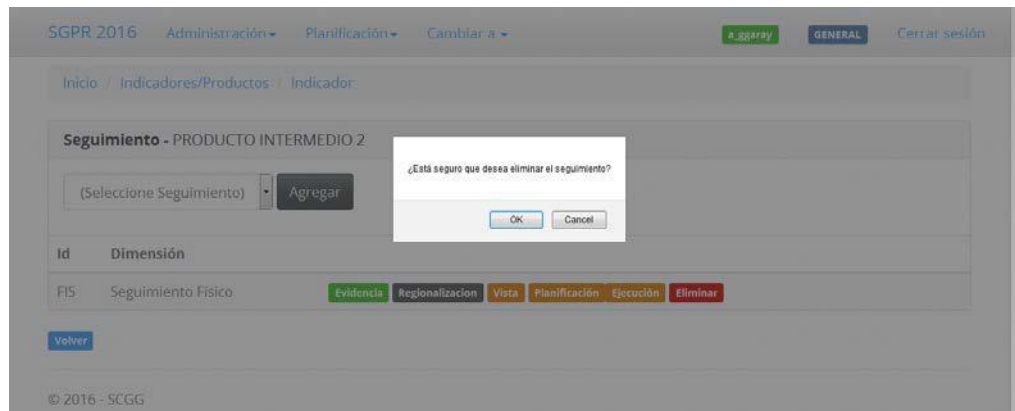 SGPR 2016 Administración Planificación Cambiar a a_ggaray GENERAL Cerrar sesión
Inicio / Indicadores/Productos / Indicador
Seguimiento - PRODUCTO INTERMEDIO 2
¿Está seguro que desea eliminar el seguimiento?
(Seleccione Seguimiento) Agregar
OK Cancel
Id Dimensión
FIS Seguimiento Físico Evidencia Regionalizacion Vista Planificación Ejecución Eliminar
Volver
© 2016 - SCGG